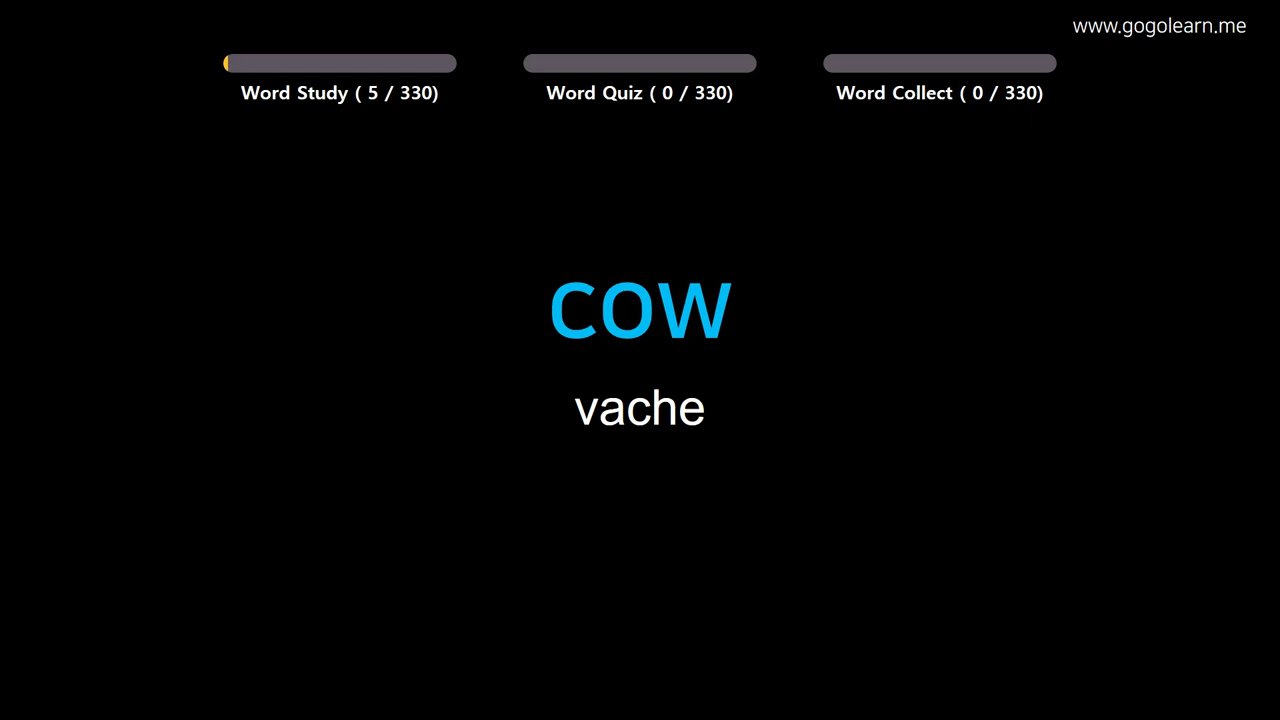 www.gogolearn.me
Word Study ( 5 / 330)
Word Quiz ( 0 / 330)
Word Collect ( 0 / 330)
cow
vache